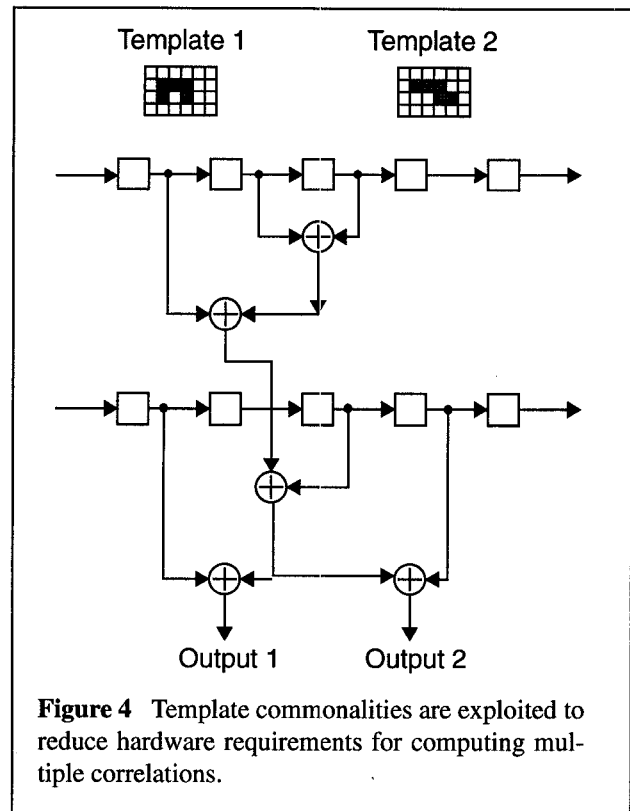 Template 1 Template 2
Output 1 Output 2
Figure 4 Template commonalities are exploited to
reduce hardware requirements for computing mul-
tiple correlations.